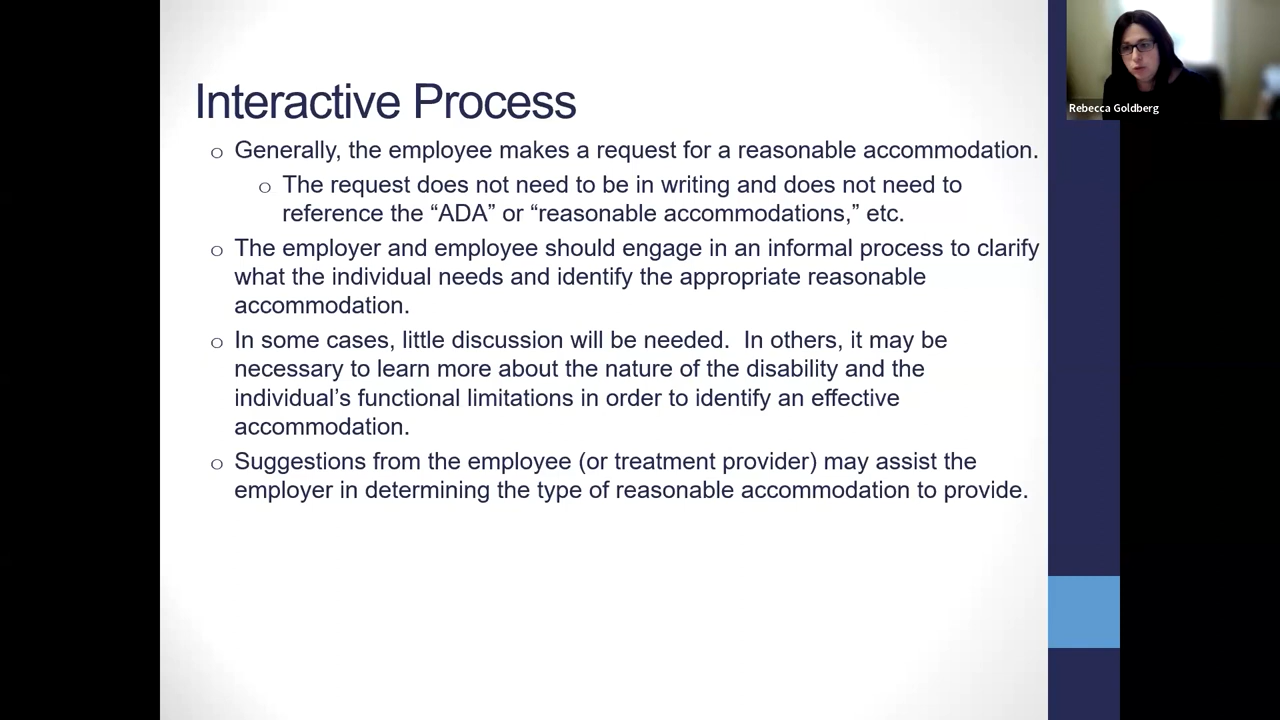 Interactive Process
o Generally, the employee makes a request for a reasonable accommodation.
o The request does not need to be in writing and does not need to
reference the “ADA” or “reasonable accommodations,” etc.
o The employer and employee should engage in an informal process to clarify
what the individual needs and identify the appropriate reasonable
accommodation.
o In some cases, little discussion will be needed.  In others, it may be
necessary to learn more about the nature of the disability and the
individual’s functional limitations in order to identify an effective
accommodation.
o Suggestions from the employee (or treatment provider) may assist the
employer in determining the type of reasonable accommodation to provide.
Rebecca Goldberg